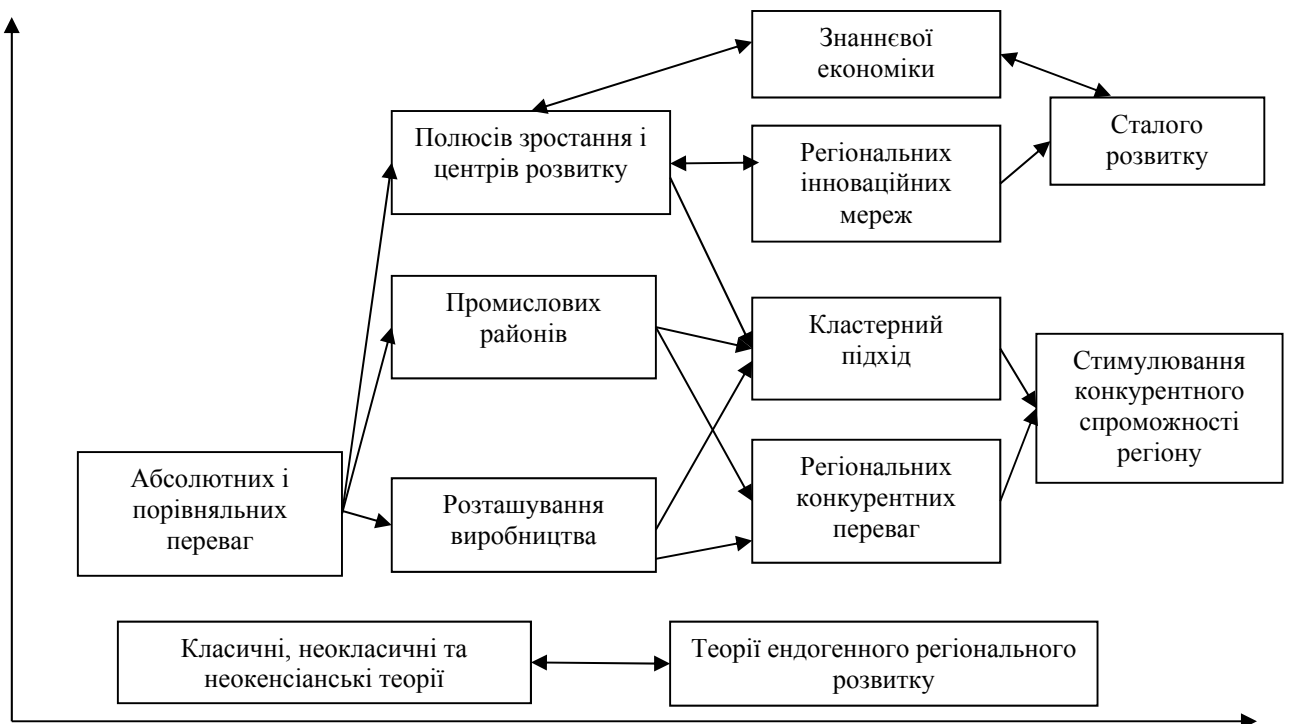 Знаннєвої
економіки
Полюсів зростання і
центрів розвитку
Регіональних
інноваційних
мереж
Сталого
розвитку
Промислових
районів
Кластерний
підхід
Стимулювання
конкурентного
спроможності
регіону
Абсолютних і
порівняльних
переваг
Розташування
виробництва
Регіональних
конкурентних
переваг
Класичні, неокласичні та
неокенсіанські теорії
Теорії ендогенного регіонального
розвитку